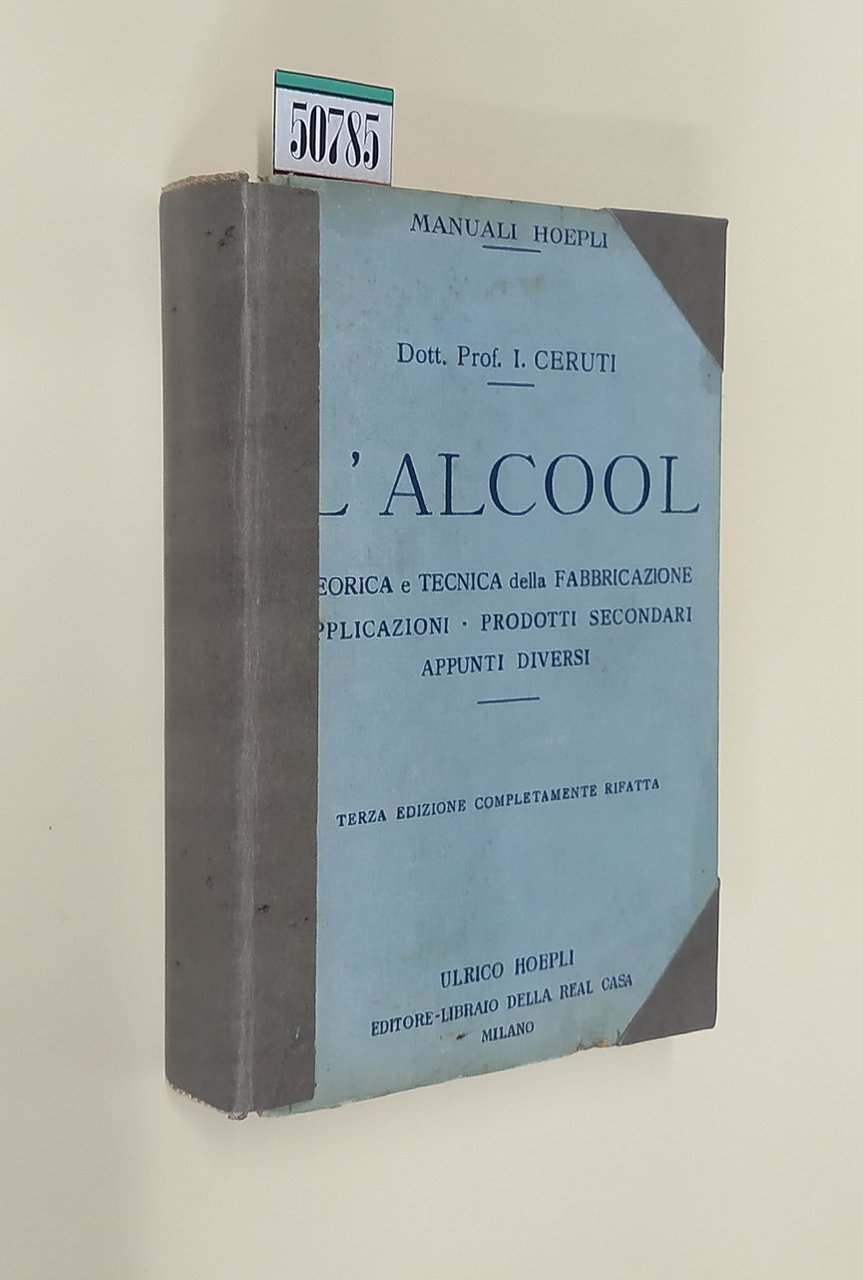 50785
MANUALI HOEPLI
Dott. Prof. I. CERUTI
L'ALCOOL
EORICA e TECNICA della FABBRICAZIONE
PPLICAZIONI · PRODOTTI SECONDARI
APPUNTI DIVERSI
TERZA EDIZIONE COMPLETAMENTE RIFATTA
ULRICO HOEPLI
EDITORE-LIBRAIO DELLA REAL CASA
MILANO